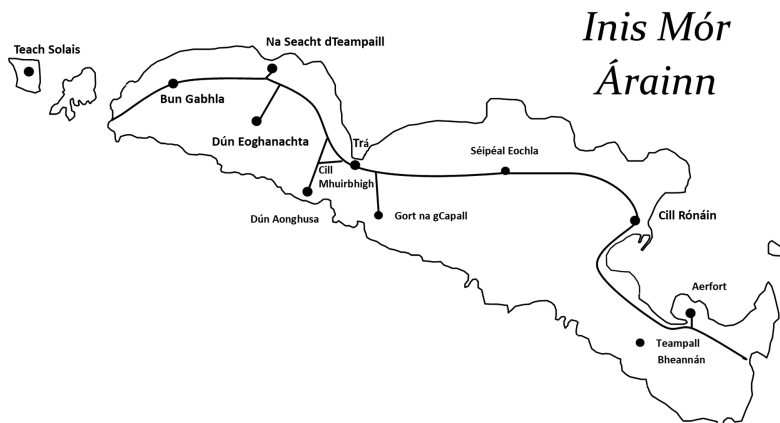 Inis Mór
Árainn
Teach Solais
Na Seacht dTeampaill
Bun Gabhla
Dún Eoghanachta
Trá
Séipéal Eochla
Cill
Mhuirbhigh
Dún Aonghusa
Gort na gCapall
Cill Rónáin
Aerfort
Teampall
Bheannán